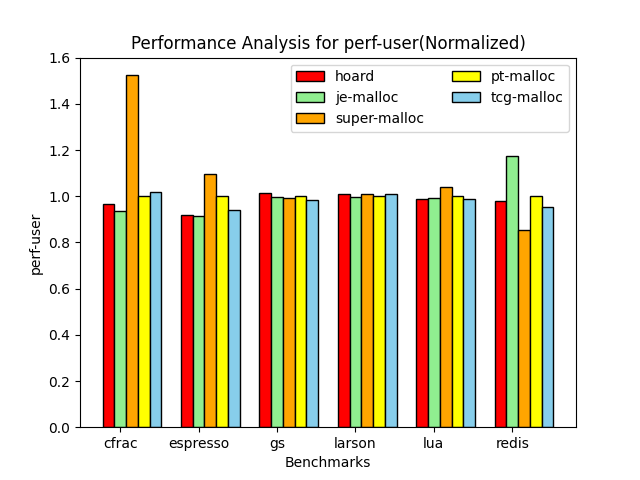 Performance Analysis for perf-user(Normalized)
1.6
1.4
1.2
1.0
0.8
0.6
0.4
0.2
0.0
perf-user
hoard
je-malloc
super-malloc
pt-malloc
tcg-malloc
cfrac espresso gs larson lua redis
Benchmarks